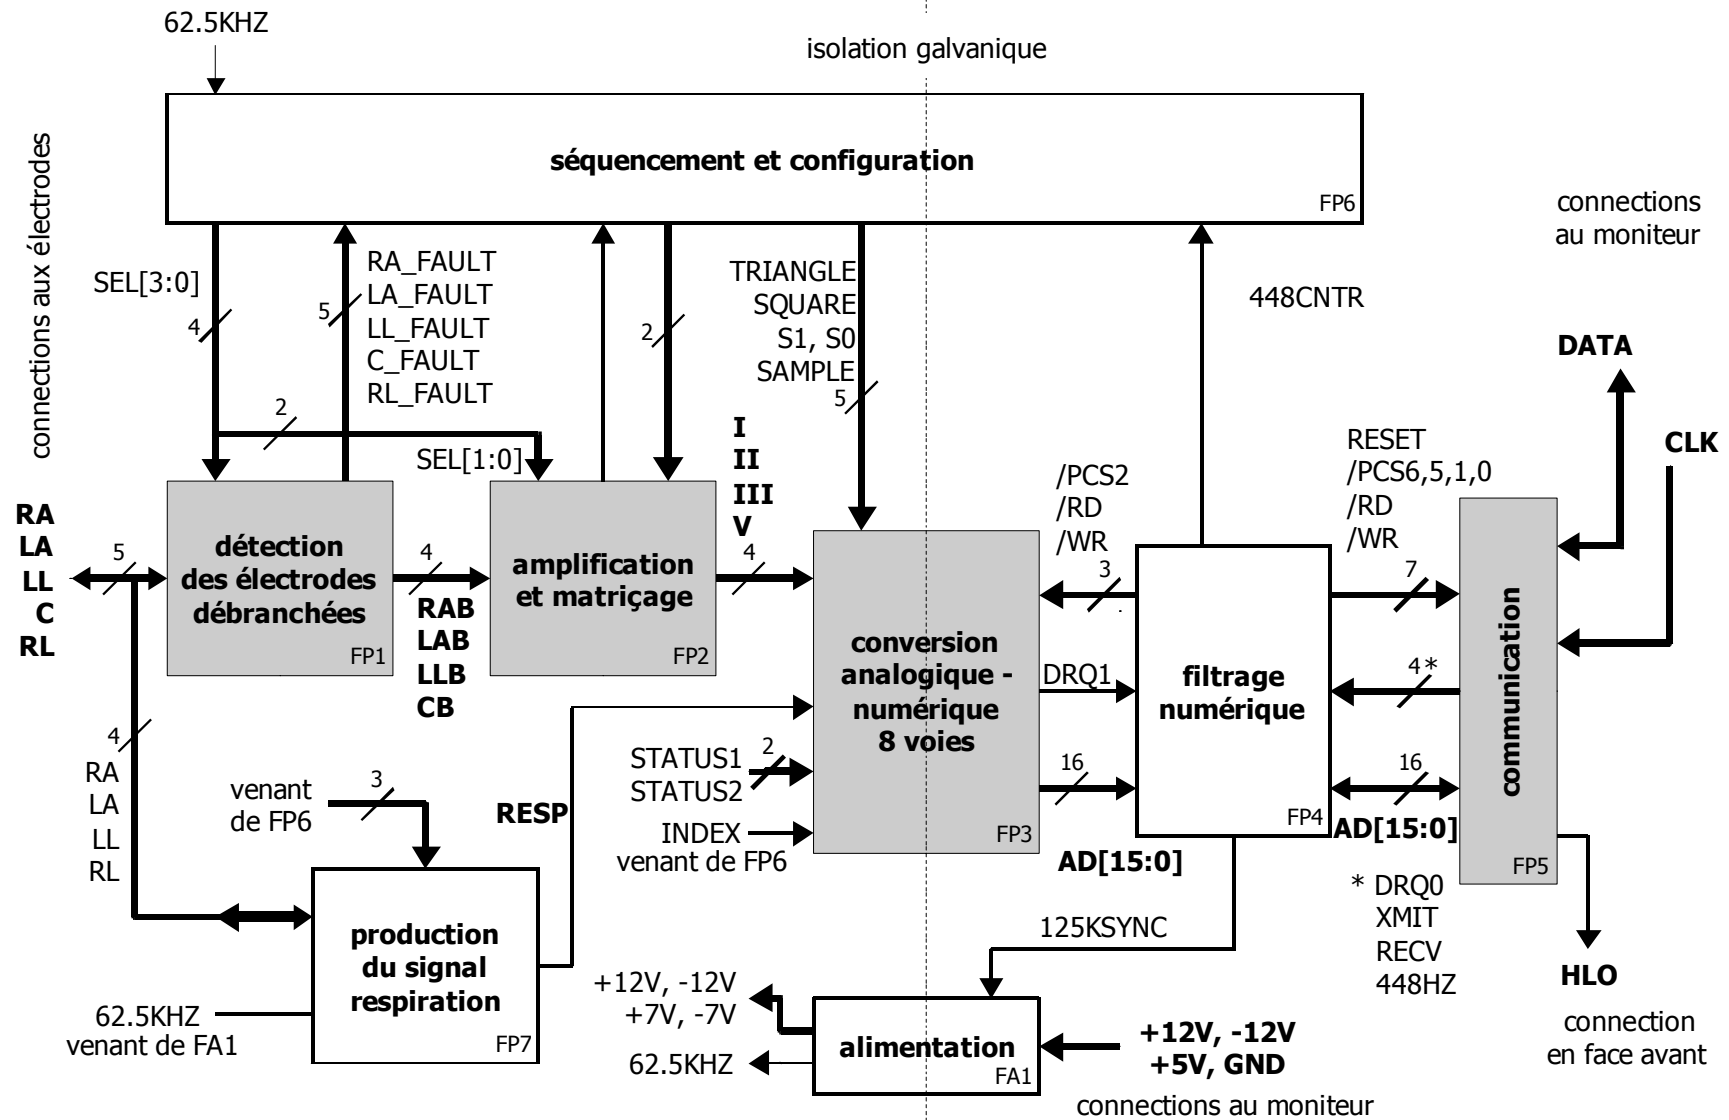 62.5KHZ
isolation galvanique
séquencement et configuration
FP6
connections aux électrodes
connections
au moniteur
SEL[3:0]
4
RA_FAULT
LA_FAULT
LL_FAULT
C_FAULT
RL_FAULT
5
2
TRIANGLE
SQUARE
S1, S0
SAMPLE
5
448CNTR
DATA
CLK
2
SEL[1:0]
I
II
III
V
4
/PCS2
/RD
/WR
3
RESET
/PCS6,5,1,0
/RD
/WR
7
RA
LA
LL
C
RL
5
détection
des électrodes
débranchées
FP1
4
RAB
LAB
LLB
CB
amplification
et matriçage
FP2
conversion
analogique -
numérique
8 voies
FP3
DRQ1
filtrage
numérique
FP4
4*
communication
FP5
4
RA
LA
LL
RL
venant
de FP6
3
RESP
STATUS1
STATUS2
2
INDEX
venant de FP6
16
AD[15:0]
16
AD[15:0]
* DRQ0
XMIT
RECV
448HZ
HLO
connection
en face avant
production
du signal
respiration
FP7
62.5KHZ
venant de FA1
125KSYNC
+12V, -12V
+7V, -7V
62.5KHZ
alimentation
FA1
+12V, -12V
+5V, GND
connections au moniteur